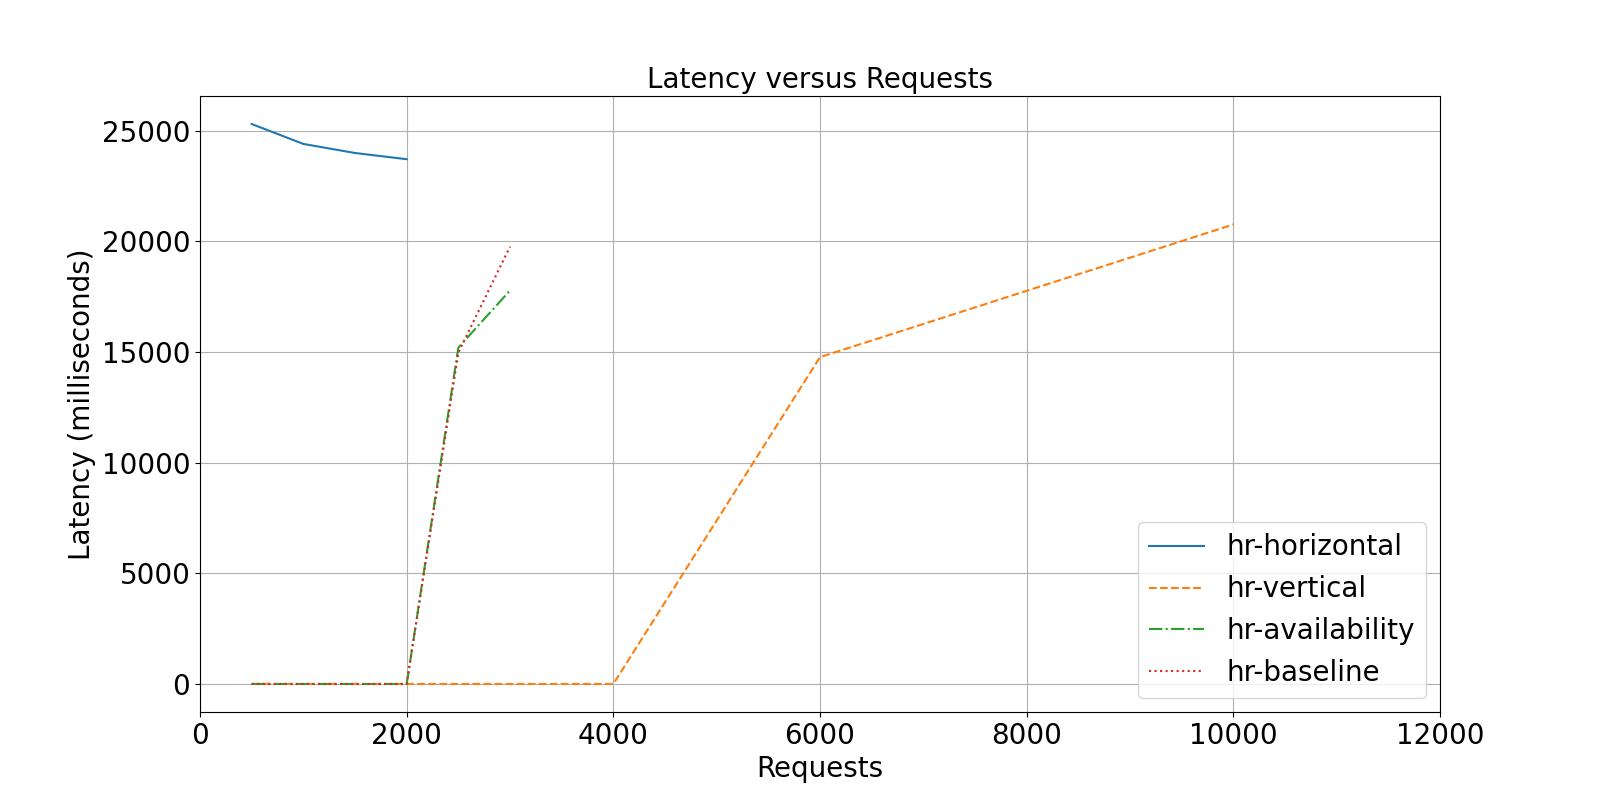 Latency versus Requests
25000
20000
15000
10000
5000
0
Latency (milliseconds)
hr-horizontal
hr-vertical
hr-availability
hr-baseline
0 2000 4000 6000 8000 10000 12000
Requests